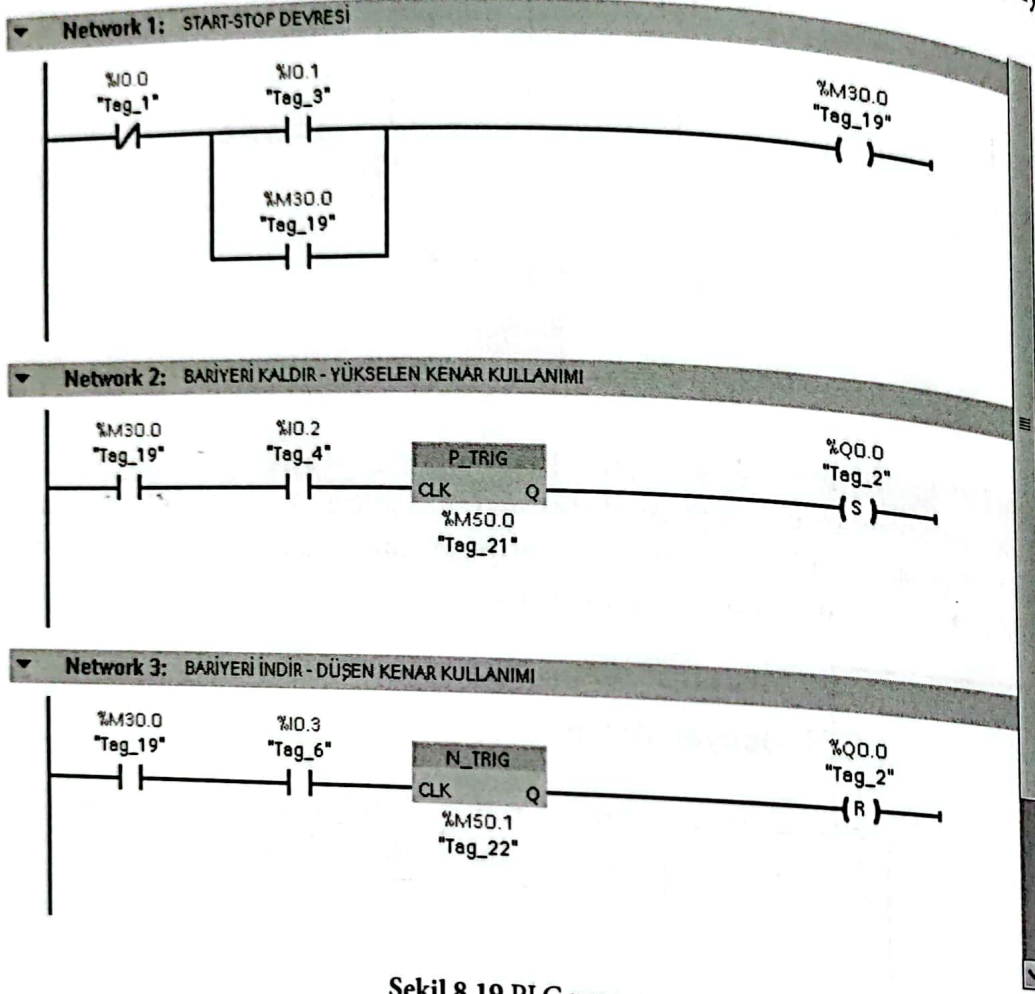 Network 1: START-STOP DEVRESİ
%I0.0
"Tag_1"
%I0.1
"Tag_3"
%M30.0
"Tag_19"
%M30.0
"Tag_19"
Network 2: BARİYERİ KALDIR - YÜKSELEN KENAR KULLANIMI
%M30.0
"Tag_19"
%I0.2
"Tag_4"
P_TRIG
CLK Q
%M50.0
"Tag_21"
%Q0.0
"Tag_2"
S
Network 3: BARİYERİ İNDİR - DÜŞEN KENAR KULLANIMI
%M30.0
"Tag_19"
%I0.3
"Tag_6"
N_TRIG
CLK Q
%M50.1
"Tag_22"
%Q0.0
"Tag_2"
R
Şekil 8.19 PLC